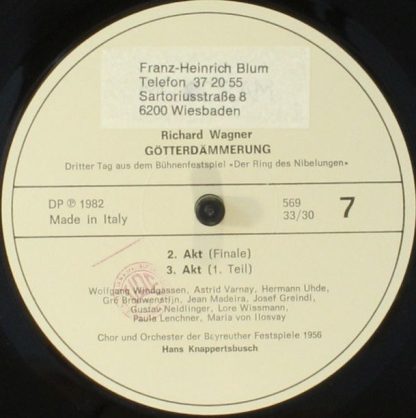 Franz-Heinrich Blum
Telefon 37 20 55
Sartoriusstraße 8
6200 Wiesbaden
Richard Wagner
GÖTTERDÄMMERUNG
Dritter Tag aus dem Bühnenfestspiel »Der Ring des Nibelungen«
DP ℗ 1982
Made in Italy
569
33/30
7
2. Akt (Finale)
3. Akt (1. Teil)
Wolfgang Windgassen, Astrid Varnay, Hermann Uhde,
Gré Brouwenstijn, Jean Madeira, Josef Greindl,
Gustav Neidlinger, Lore Wissmann,
Paula Lenchner, Maria von Ilosvay
Chor und Orchester der Bayreuther Festspiele 1956
Hans Knappertsbusch